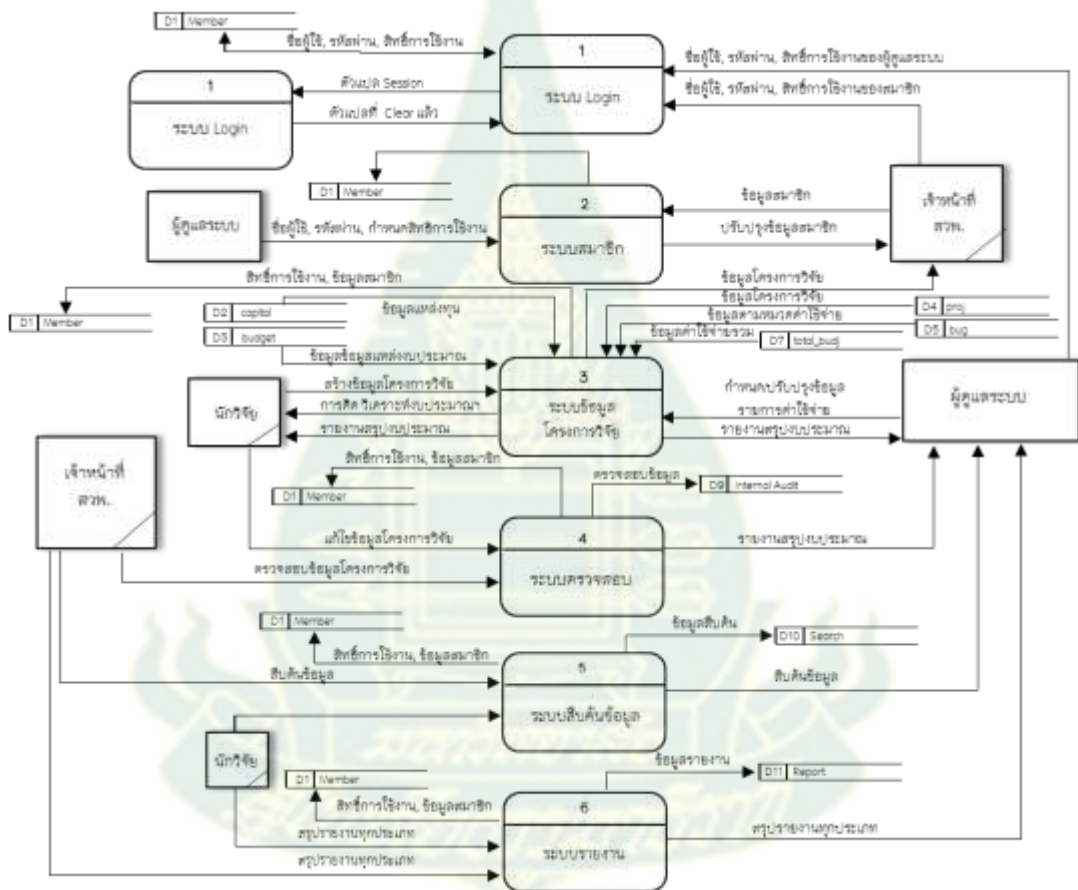 D1 Member
ชื่อผู้ใช้, รหัสผ่าน, สิทธิ์การใช้งาน
1
ระบบ Login
ชื่อผู้ใช้, รหัสผ่าน, สิทธิ์การใช้งานของผู้ดูแลระบบ
1
ระบบ Login
ตัวแปล Session
ตัวแปลที่ Clear แล้ว
ชื่อผู้ใช้, รหัสผ่าน, สิทธิ์การใช้งานของสมาชิก
D1 Member
ผู้ดูแลระบบ
ชื่อผู้ใช้, รหัสผ่าน, กำหนดสิทธิการใช้งาน
2
ระบบสมาชิก
ข้อมูลสมาชิก
ปรับปรุงข้อมูลสมาชิก
เจ้าหน้าที่
สวพ.
สิทธิ์การใช้งาน, ข้อมูลสมาชิก
D1 Member
D2 capital
ข้อมูลแหล่งทุน
D3 budget
ข้อมูลข้อมูลแหล่งงบประมาณ
ข้อมูลโครงการวิจัย
ข้อมูลโครงการวิจัย
ข้อมูลตามหมวดค่าใช้จ่าย
ข้อมูลค่าใช้จ่ายรวม
D4 proj
D5 bug
D7 total_budj
นักวิจัย
สร้างข้อมูลโครงการวิจัย
การคิด วิเคราะห์งบประมาณฯ
รายงานสรุปงบประมาณ
3
ระบบข้อมูล
โครงการวิจัย
กำหนดปรับปรุงข้อมูล
รายการค่าใช้จ่าย
รายงานสรุปงบประมาณ
ผู้ดูแลระบบ
เจ้าหน้าที่
สวพ.
สิทธิ์การใช้งาน, ข้อมูลสมาชิก
D1 Member
ตรวจสอบข้อมูล
D9 Internal Audit
แก้ไขข้อมูลโครงการวิจัย
ตรวจสอบข้อมูลโครงการวิจัย
4
ระบบตรวจสอบ
รายงานสรุปงบประมาณ
D1 Member
สิทธิ์การใช้งาน, ข้อมูลสมาชิก
ข้อมูลสืบค้น
D10 Search
สืบค้นข้อมูล
5
ระบบสืบค้นข้อมูล
สืบค้นข้อมูล
นักวิจัย
D1 Member
สิทธิ์การใช้งาน, ข้อมูลสมาชิก
ข้อมูลรายงาน
D11 Report
สรุปรายงานทุกประเภท
สรุปรายงานทุกประเภท
6
ระบบรายงาน
สรุปรายงานทุกประเภท